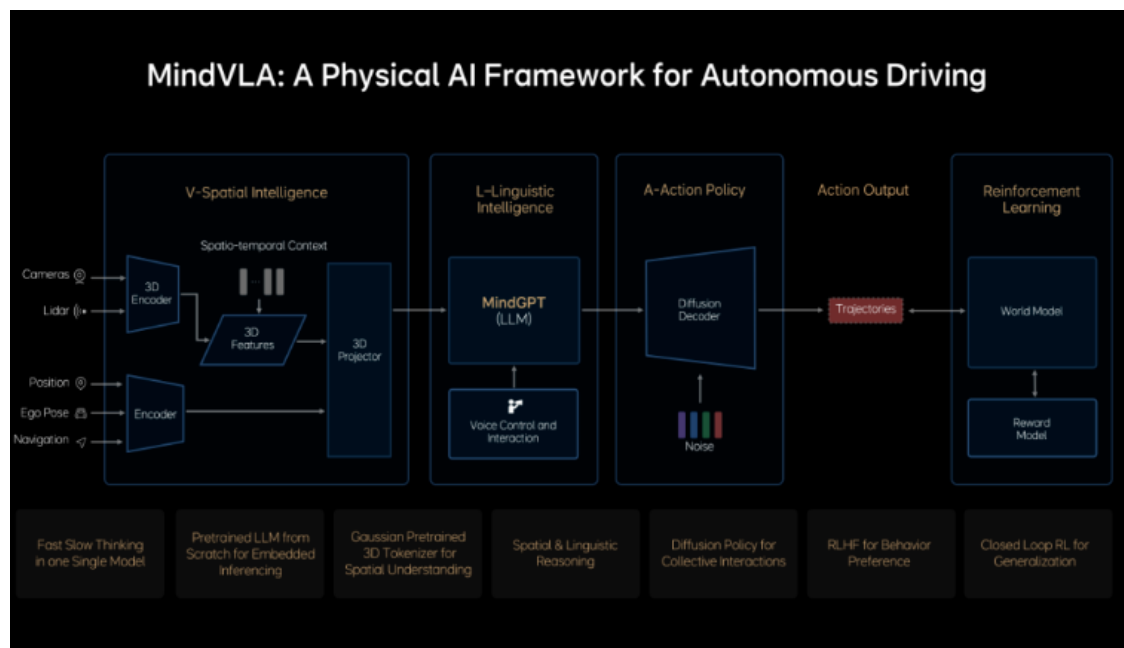 MindVLA: A Physical AI Framework for Autonomous Driving
V-Spatial Intelligence
Spatio-temporal Context
Cameras
Lidar
3D
Encoder
3D
Features
3D
Projector
Position
Ego Pose
Navigation
Encoder
L-Linguistic
Intelligence
MindGPT
(LLM)
Voice Control and
Interaction
A-Action Policy
Diffusion
Decoder
Noise
Action Output
Trajectories
Reinforcement
Learning
World Model
Reward
Model
Fast Slow Thinking
in one Single Model
Pretrained LLM from
Scratch for Embedded
Inferencing
Gaussian Pretrained
3D Tokenizer for
Spatial Understanding
Spatial & Linguistic
Reasoning
Diffusion Policy for
Collective Interactions
RLHF for Behavior
Preference
Closed Loop RL for
Generalization